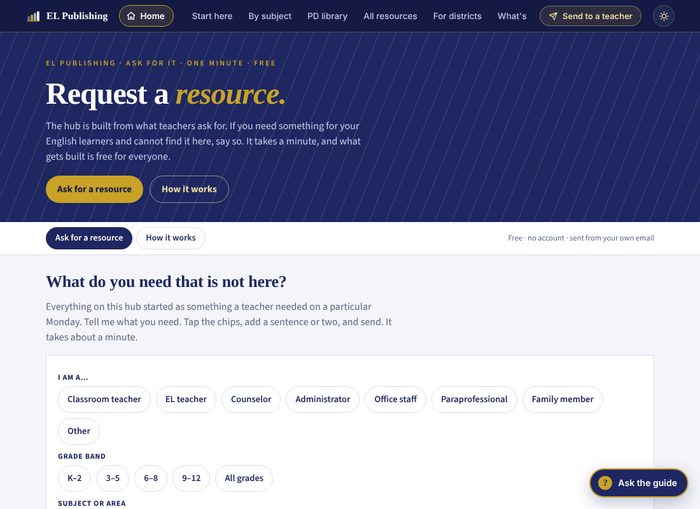 EL Publishing
Home
Start here
By subject
PD library
All resources
For districts
What's
Send to a teacher
EL PUBLISHING · ASK FOR IT · ONE MINUTE · FREE
Request a resource.
The hub is built from what teachers ask for. If you need something for your
English learners and cannot find it here, say so. It takes a minute, and what
gets built is free for everyone.
Ask for a resource
How it works
Ask for a resource
How it works
Free · no account · sent from your own email
What do you need that is not here?
Everything on this hub started as something a teacher needed on a particular
Monday. Tell me what you need. Tap the chips, add a sentence or two, and send. It
takes about a minute.
I AM A...
Classroom teacher
EL teacher
Counselor
Administrator
Office staff
Paraprofessional
Family member
Other
GRADE BAND
K–2
3–5
6–8
9–12
All grades
SUBJECT OR AREA
? Ask the guide